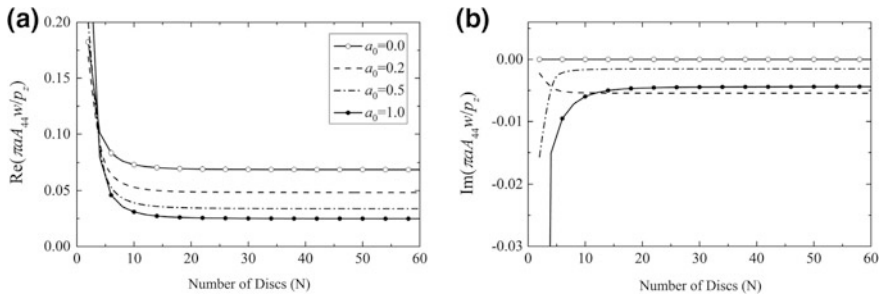 (a)
0.20
0.15
0.10
0.05
0.00
Re(πaA₄₄w/p_z)
a₀=0.0
a₀=0.2
a₀=0.5
a₀=1.0
0 10 20 30 40 50 60
Number of Discs (N)
(b)
0.00
-0.01
-0.02
-0.03
Im(πaA₄₄w/p_z)
0 10 20 30 40 50 60
Number of Discs (N)